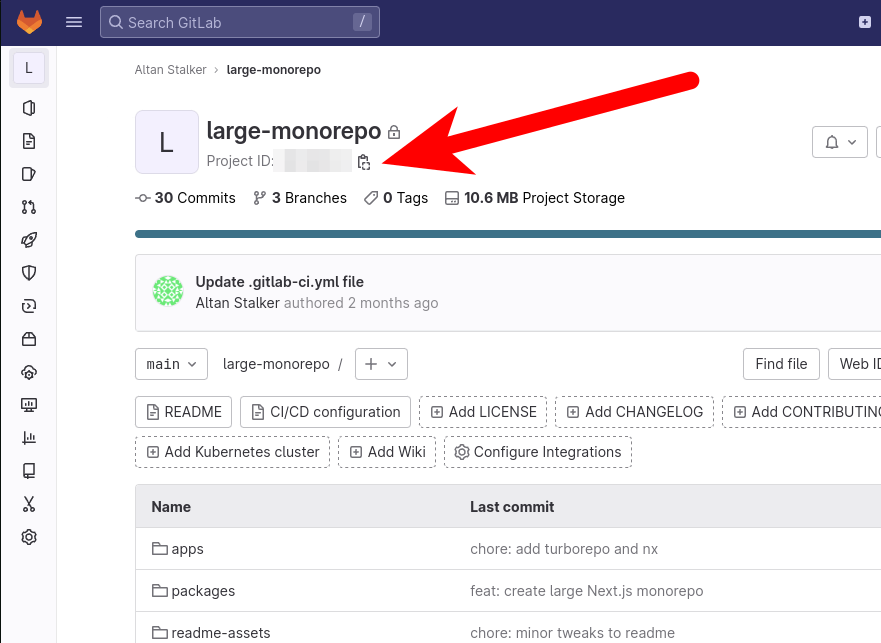 Search GitLab /
L
Altan Stalker › large-monorepo
L
large-monorepo
Project ID:
30 Commits 3 Branches 0 Tags 10.6 MB Project Storage
Update .gitlab-ci.yml file
Altan Stalker authored 2 months ago
main large-monorepo / + Find file Web ID
README CI/CD configuration Add LICENSE Add CHANGELOG Add CONTRIBUTING
Add Kubernetes cluster Add Wiki Configure Integrations
Name Last commit
apps chore: add turborepo and nx
packages feat: create large Next.js monorepo
readme-assets chore: minor tweaks to readme